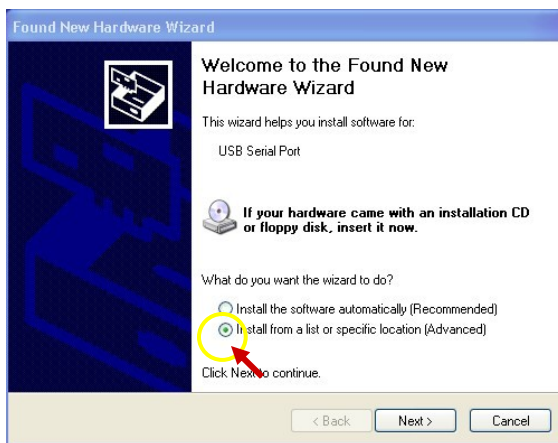 Found New Hardware Wizard
Welcome to the Found New
Hardware Wizard
This wizard helps you install software for:
USB Serial Port
If your hardware came with an installation CD
or floppy disk, insert it now.
What do you want the wizard to do?
Install the software automatically (Recommended)
Install from a list or specific location (Advanced)
Click Next to continue.
< Back
Next >
Cancel